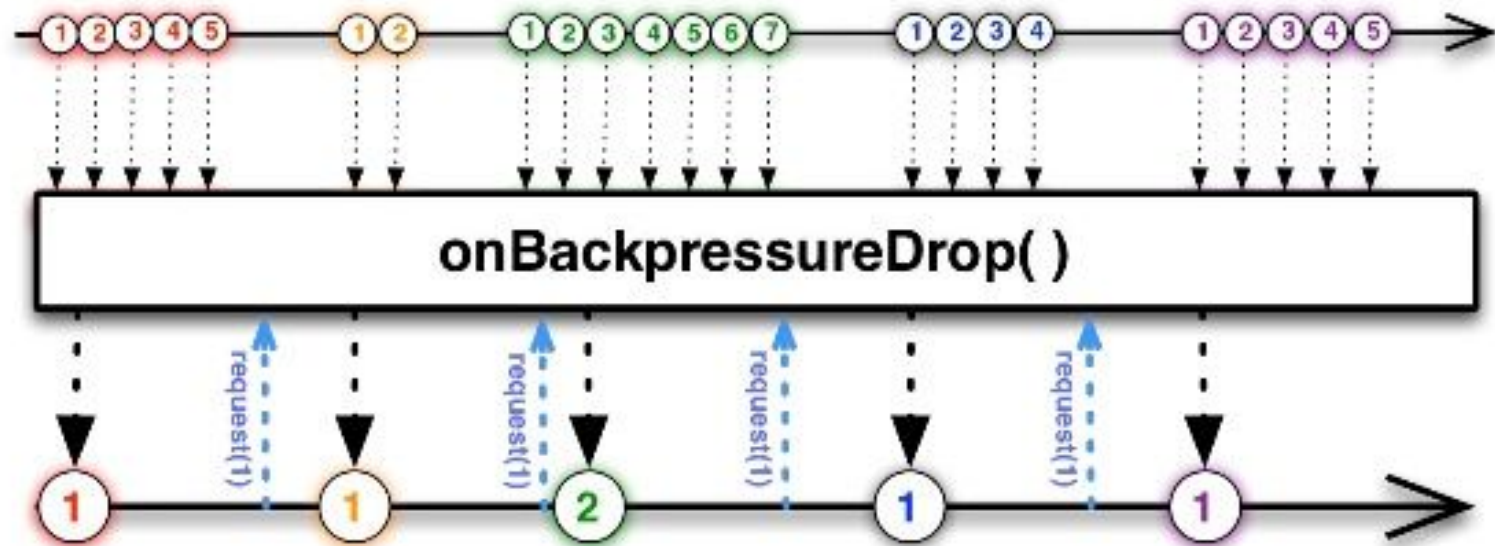 1 2 3 4 5 1 2 1 2 3 4 5 6 7 1 2 3 4 1 2 3 4 5
onBackpressureDrop( )
request(1) request(1) request(1) request(1)
1 1 2 1 1